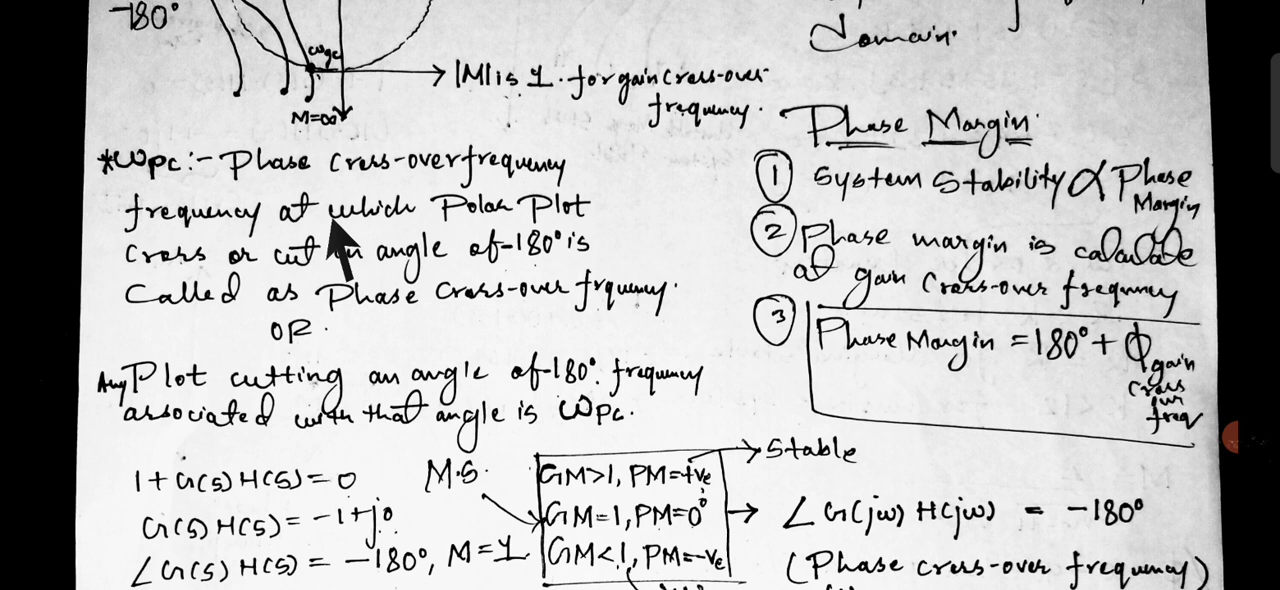 -180°
ωgc
M=∞
|M| is 1. for gain cross-over
frequency.
*ωpc:- Phase cross-over frequency
frequency at which Polar Plot
cross or cut an angle of -180° is
called as Phase cross-over frquency.
OR.
Any Plot cutting an angle of -180°. frequency
associated with that angle is ωpc.
1+G(s)H(s)=0
G(s)H(s)=-1+j0
∠G(s)H(s) = -180°, M=1
M.S.
GM>1, PM=+ve
GM=1, PM=0°
GM<1, PM=-ve
Stable
domain.
Phase Margin.
1 System Stability ∝ Phase
Margin
2 Phase margin is calculate
at gain cross-over frequency
3 Phase Margin = 180° + Φgain
cross
freq
∠G(jω) H(jω) = -180°
(Phase cross-over frequency)